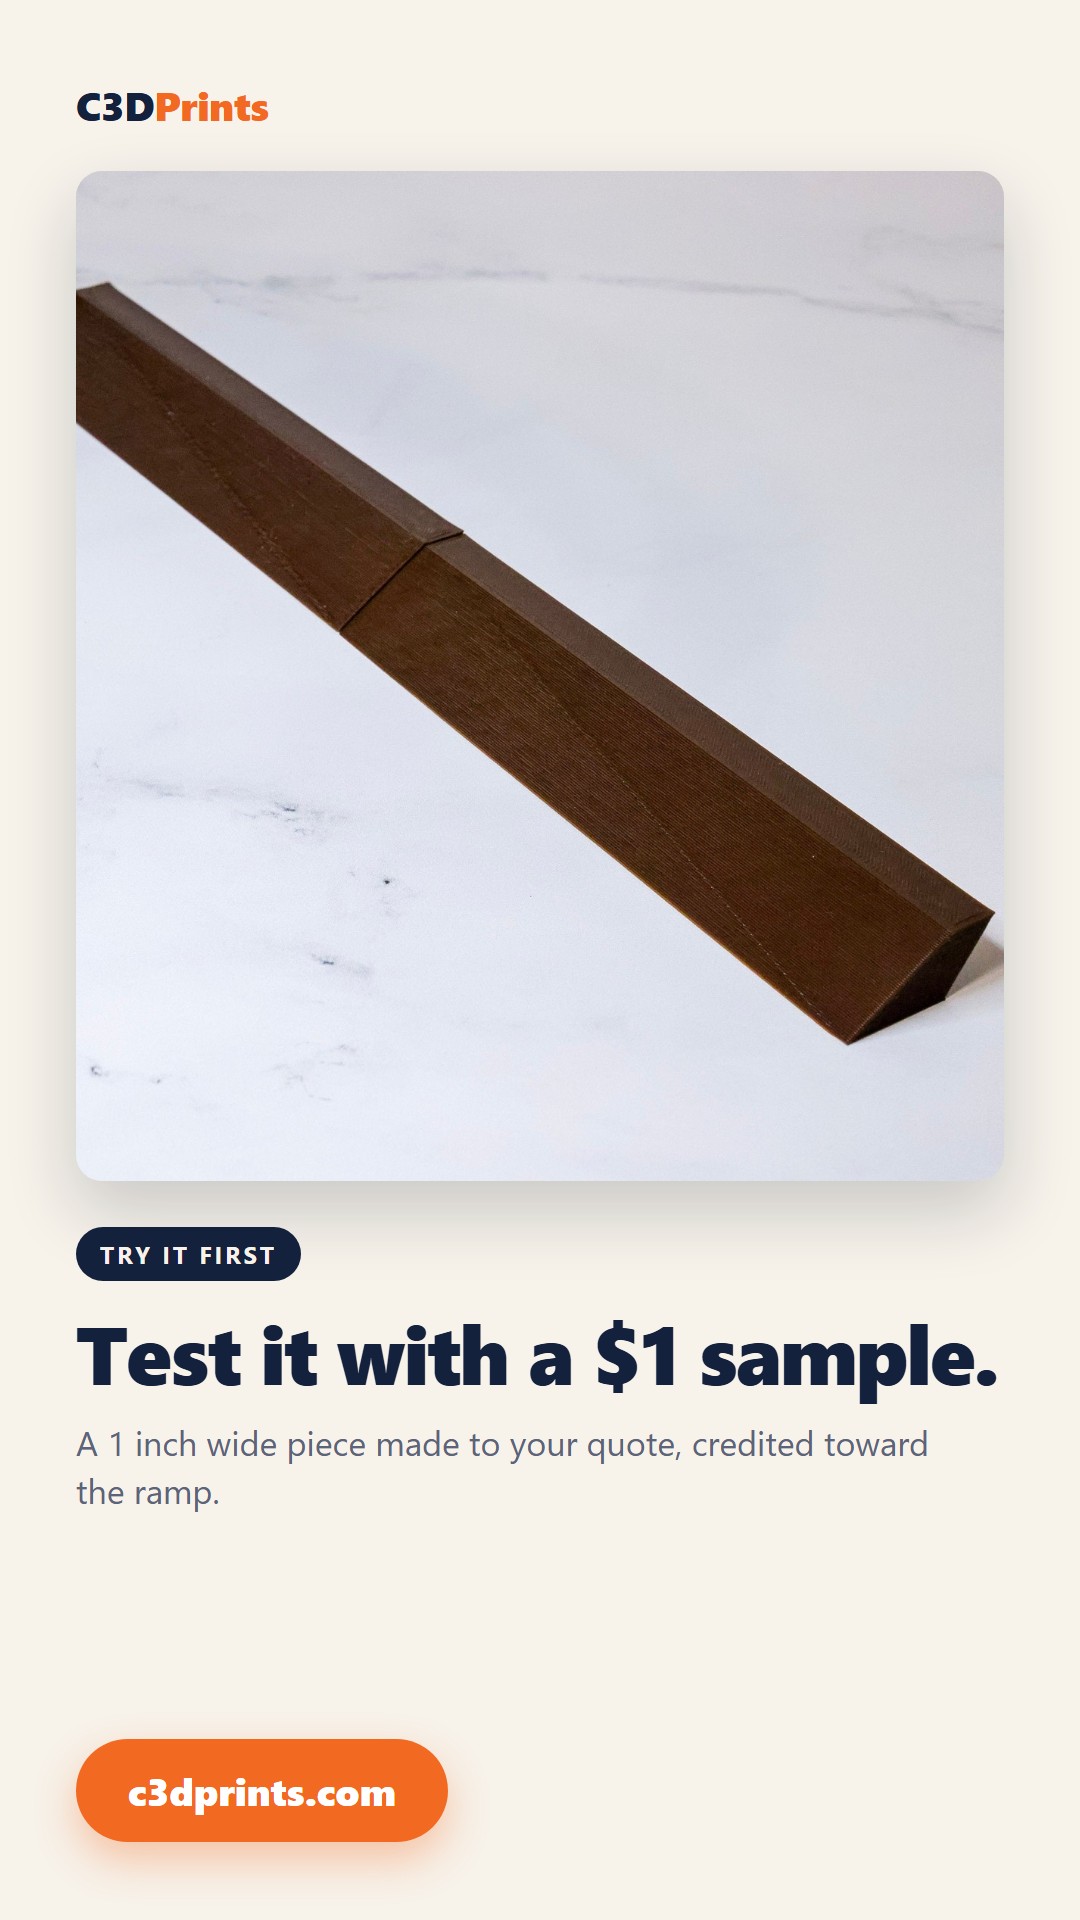 C3DPrints
TRY IT FIRST
Test it with a $1 sample.
A 1 inch wide piece made to your quote, credited toward
the ramp.
c3dprints.com